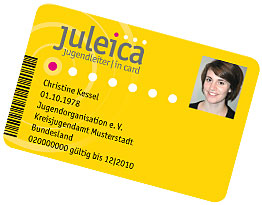 juleica
jugendleiter|in card
Christine Kessel
01.10.1978
Jugendorganisation e. V.
Kreisjugendamt Musterstadt
Bundesland
020000000 gültig bis 12|2010